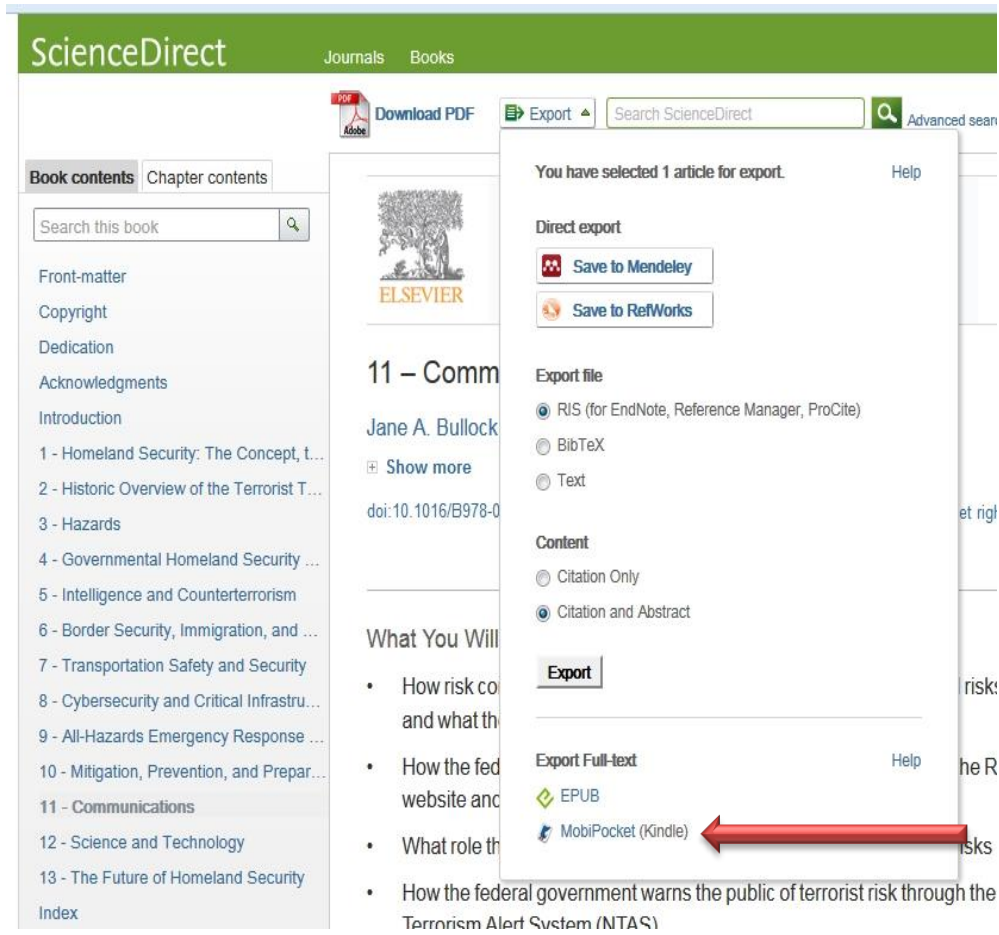 ScienceDirect
Journals Books
PDF
Adobe
Download PDF
Export
Search ScienceDirect
Advanced sear
Book contents Chapter contents
Search this book
Front-matter
Copyright
Dedication
Acknowledgments
Introduction
1 - Homeland Security: The Concept, t...
2 - Historic Overview of the Terrorist T...
3 - Hazards
4 - Governmental Homeland Security ...
5 - Intelligence and Counterterrorism
6 - Border Security, Immigration, and ...
7 - Transportation Safety and Security
8 - Cybersecurity and Critical Infrastru...
9 - All-Hazards Emergency Response ...
10 - Mitigation, Prevention, and Prepar...
11 - Communications
12 - Science and Technology
13 - The Future of Homeland Security
Index
ELSEVIER
11 – Comm
Jane A. Bullock
Show more
doi:10.1016/B978-0
et righ
What You Will
• How risk co
risks
and what th
• How the fed
he R
website and
• What role th
isks
• How the federal government warns the public of terrorist risk through the
Terrorism Alert System (NTAS)
You have selected 1 article for export. Help
Direct export
Save to Mendeley
Save to RefWorks
Export file
RIS (for EndNote, Reference Manager, ProCite)
BibTeX
Text
Content
Citation Only
Citation and Abstract
Export
Export Full-text Help
EPUB
MobiPocket (Kindle)